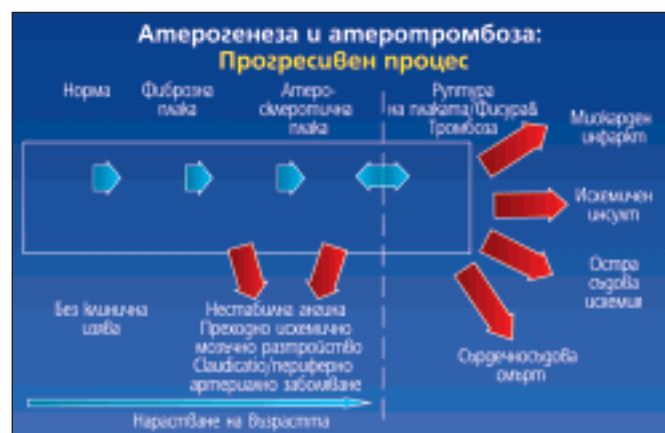 Атерогенеза и атеротромбоза:
Прогресивен процес
Норма
Фиброзна
плака
Атеро-
склеротична
плака
Руптура
на плаката/Фисура&
Тромбоза
Миокарден
инфаркт
Исхемичен
инсулт
Остра
съдова
исхемия
Сърдечносъдова
смърт
Без клинична
изява
Нестабилна ангина
Преходно исхемично
мозъчно разтройство
Claudicatio/периферно
артериално заболяване
Нарастване на възрастта